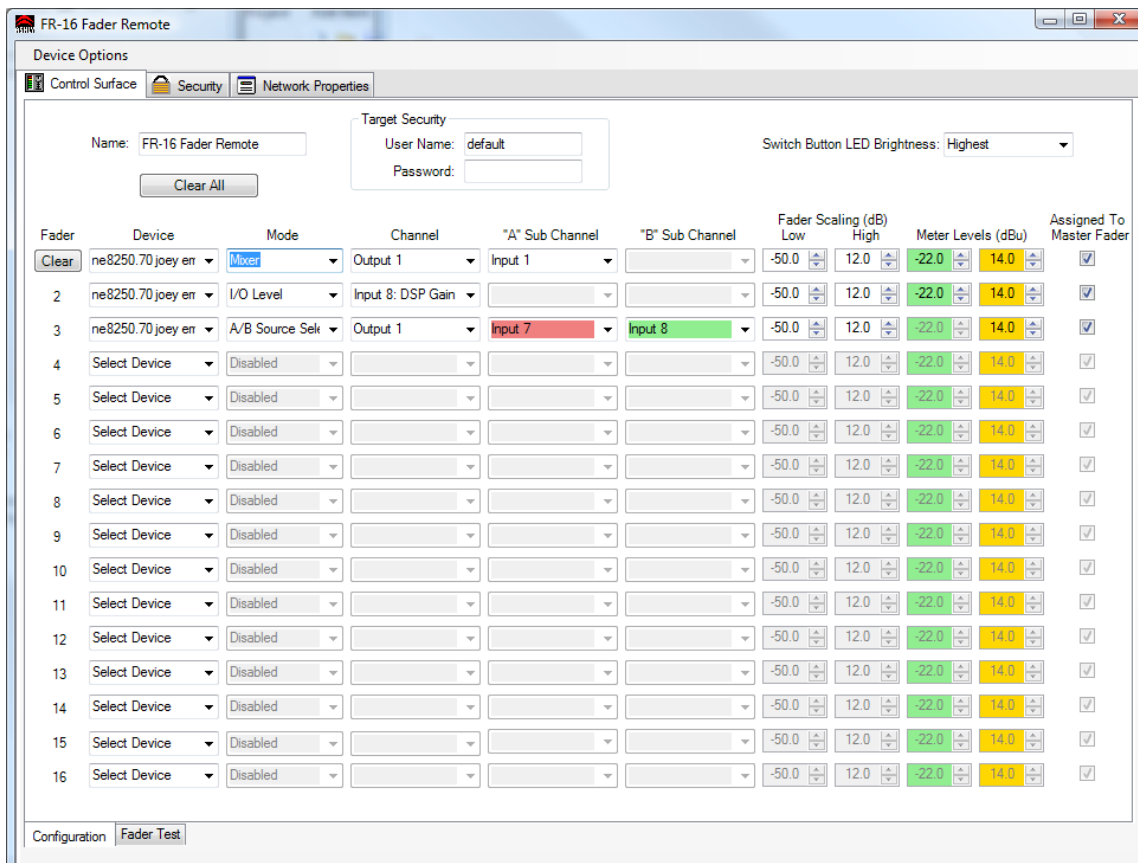 FR-16 Fader Remote
Device Options
Control Surface Security Network Properties
Target Security
Name: FR-16 Fader Remote User Name: default Switch Button LED Brightness: Highest
Password:
Clear All
Fader Scaling (dB) Assigned To
Fader Device Mode Channel "A" Sub Channel "B" Sub Channel Low High Meter Levels (dBu) Master Fader
Clear ne8250.70 joey em Mixer Output 1 Input 1 -50.0 12.0 -22.0 14.0
2 ne8250.70 joey em I/O Level Input 8: DSP Gain -50.0 12.0 -22.0 14.0
3 ne8250.70 joey em A/B Source Sele Output 1 Input 7 Input 8 -50.0 12.0 -22.0 14.0
4 Select Device Disabled -50.0 12.0 -22.0 14.0
5 Select Device Disabled -50.0 12.0 -22.0 14.0
6 Select Device Disabled -50.0 12.0 -22.0 14.0
7 Select Device Disabled -50.0 12.0 -22.0 14.0
8 Select Device Disabled -50.0 12.0 -22.0 14.0
9 Select Device Disabled -50.0 12.0 -22.0 14.0
10 Select Device Disabled -50.0 12.0 -22.0 14.0
11 Select Device Disabled -50.0 12.0 -22.0 14.0
12 Select Device Disabled -50.0 12.0 -22.0 14.0
13 Select Device Disabled -50.0 12.0 -22.0 14.0
14 Select Device Disabled -50.0 12.0 -22.0 14.0
15 Select Device Disabled -50.0 12.0 -22.0 14.0
16 Select Device Disabled -50.0 12.0 -22.0 14.0
Configuration Fader Test